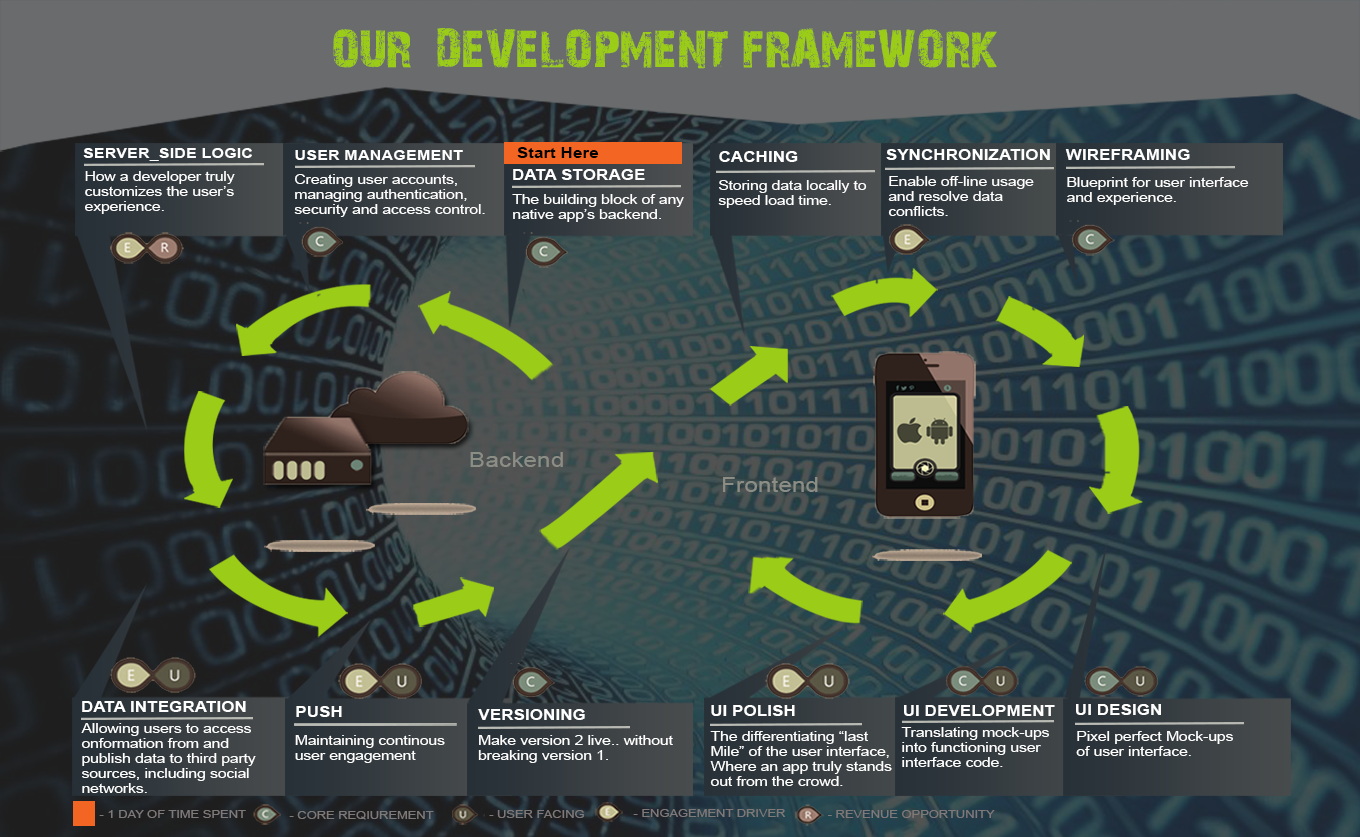 OUR DEVELOPMENT FRAMEWORK
SERVER_SIDE LOGIC
How a developer truly
customizes the user's
experience.
E R
USER MANAGEMENT
Creating user accounts,
managing authentication,
security and access control.
C
Start Here
DATA STORAGE
The building block of any
native app's backend.
C
CACHING
Storing data locally to
speed load time.
SYNCHRONIZATION
Enable off-line usage
and resolve data
conflicts.
E
WIREFRAMING
Blueprint for user interface
and experience.
C
Backend
Frontend
E U
DATA INTEGRATION
Allowing users to access
onformation from and
publish data to third party
sources, including social
networks.
E U
PUSH
Maintaining continous
user engagement
C
VERSIONING
Make version 2 live.. without
breaking version 1.
E U
UI POLISH
The differentiating “last
Mile” of the user interface,
Where an app truly stands
out from the crowd.
C U
UI DEVELOPMENT
Translating mock-ups
into functioning user
interface code.
C U
UI DESIGN
Pixel perfect Mock-ups
of user interface.
- 1 DAY OF TIME SPENT C - CORE REQIUREMENT U - USER FACING E - ENGAGEMENT DRIVER R - REVENUE OPPORTUNITY